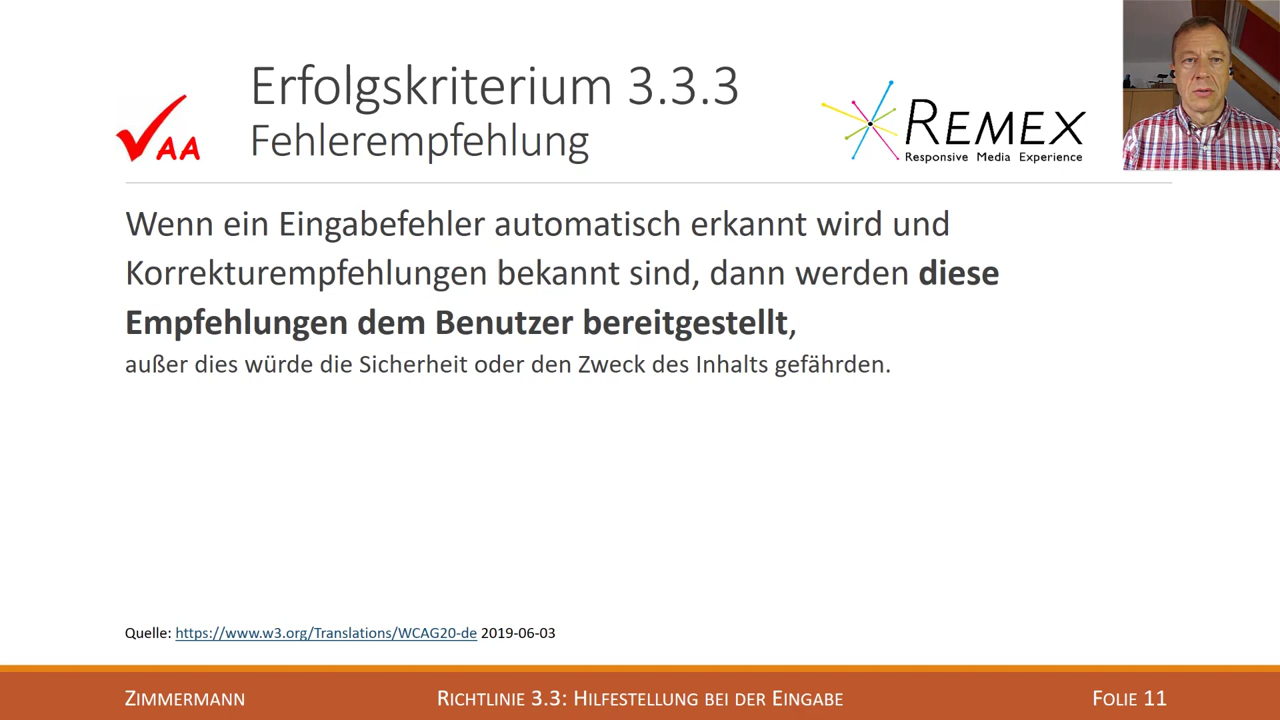 Erfolgskriterium 3.3.3
Fehlerempfehlung
AA
REMEX
Responsive Media Experience
Wenn ein Eingabefehler automatisch erkannt wird und
Korrekturempfehlungen bekannt sind, dann werden diese
Empfehlungen dem Benutzer bereitgestellt,
außer dies würde die Sicherheit oder den Zweck des Inhalts gefährden.
Quelle: https://www.w3.org/Translations/WCAG20-de 2019-06-03
ZIMMERMANN
RICHTLINIE 3.3: HILFESTELLUNG BEI DER EINGABE
FOLIE 11